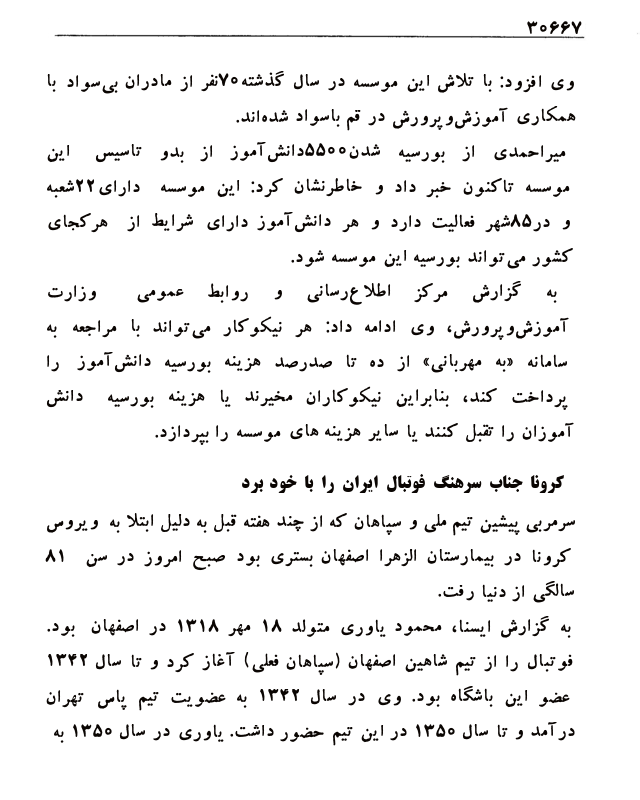 ۳۰۶۶۷
وی افزود: با تلاش این موسسه در سال گذشته۷۰نفر از مادران بی‌سواد با
همکاری آموزش‌وپرورش در قم باسواد شده‌اند.
میراحمدی از بورسیه شدن۵۵۰۰دانش‌آموز از بدو تاسیس این
موسسه تاکنون خبر داد و خاطرنشان کرد: این موسسه دارای۲۲شعبه
و در۸۵شهر فعالیت دارد و هر دانش‌آموز دارای شرایط از هرکجای
کشور می‌تواند بورسیه این موسسه شود.
به گزارش مرکز اطلاع‌رسانی و روابط عمومی وزارت
آموزش‌وپرورش، وی ادامه داد: هر نیکوکار می‌تواند با مراجعه به
سامانه «به مهربانی» از ده تا صدرصد هزینه بورسیه دانش‌آموز را
پرداخت کند، بنابراین نیکوکاران مخیرند یا هزینه بورسیه دانش
آموزان را تقبل کنند یا سایر هزینه های موسسه را بپردازد.
کرونا جناب سرهنگ فوتبال ایران را با خود برد
سرمربی پیشین تیم ملی و سپاهان که از چند هفته قبل به دلیل ابتلا به ویروس
کرونا در بیمارستان الزهرا اصفهان بستری بود صبح امروز در سن ۸۱
سالگی از دنیا رفت.
به گزارش ایسنا، محمود یاوری متولد ۱۸ مهر ۱۳۱۸ در اصفهان بود.
فوتبال را از تیم شاهین اصفهان (سپاهان فعلی) آغاز کرد و تا سال ۱۳۴۲
عضو این باشگاه بود. وی در سال ۱۳۴۲ به عضویت تیم پاس تهران
درآمد و تا سال ۱۳۵۰ در این تیم حضور داشت. یاوری در سال ۱۳۵۰ به